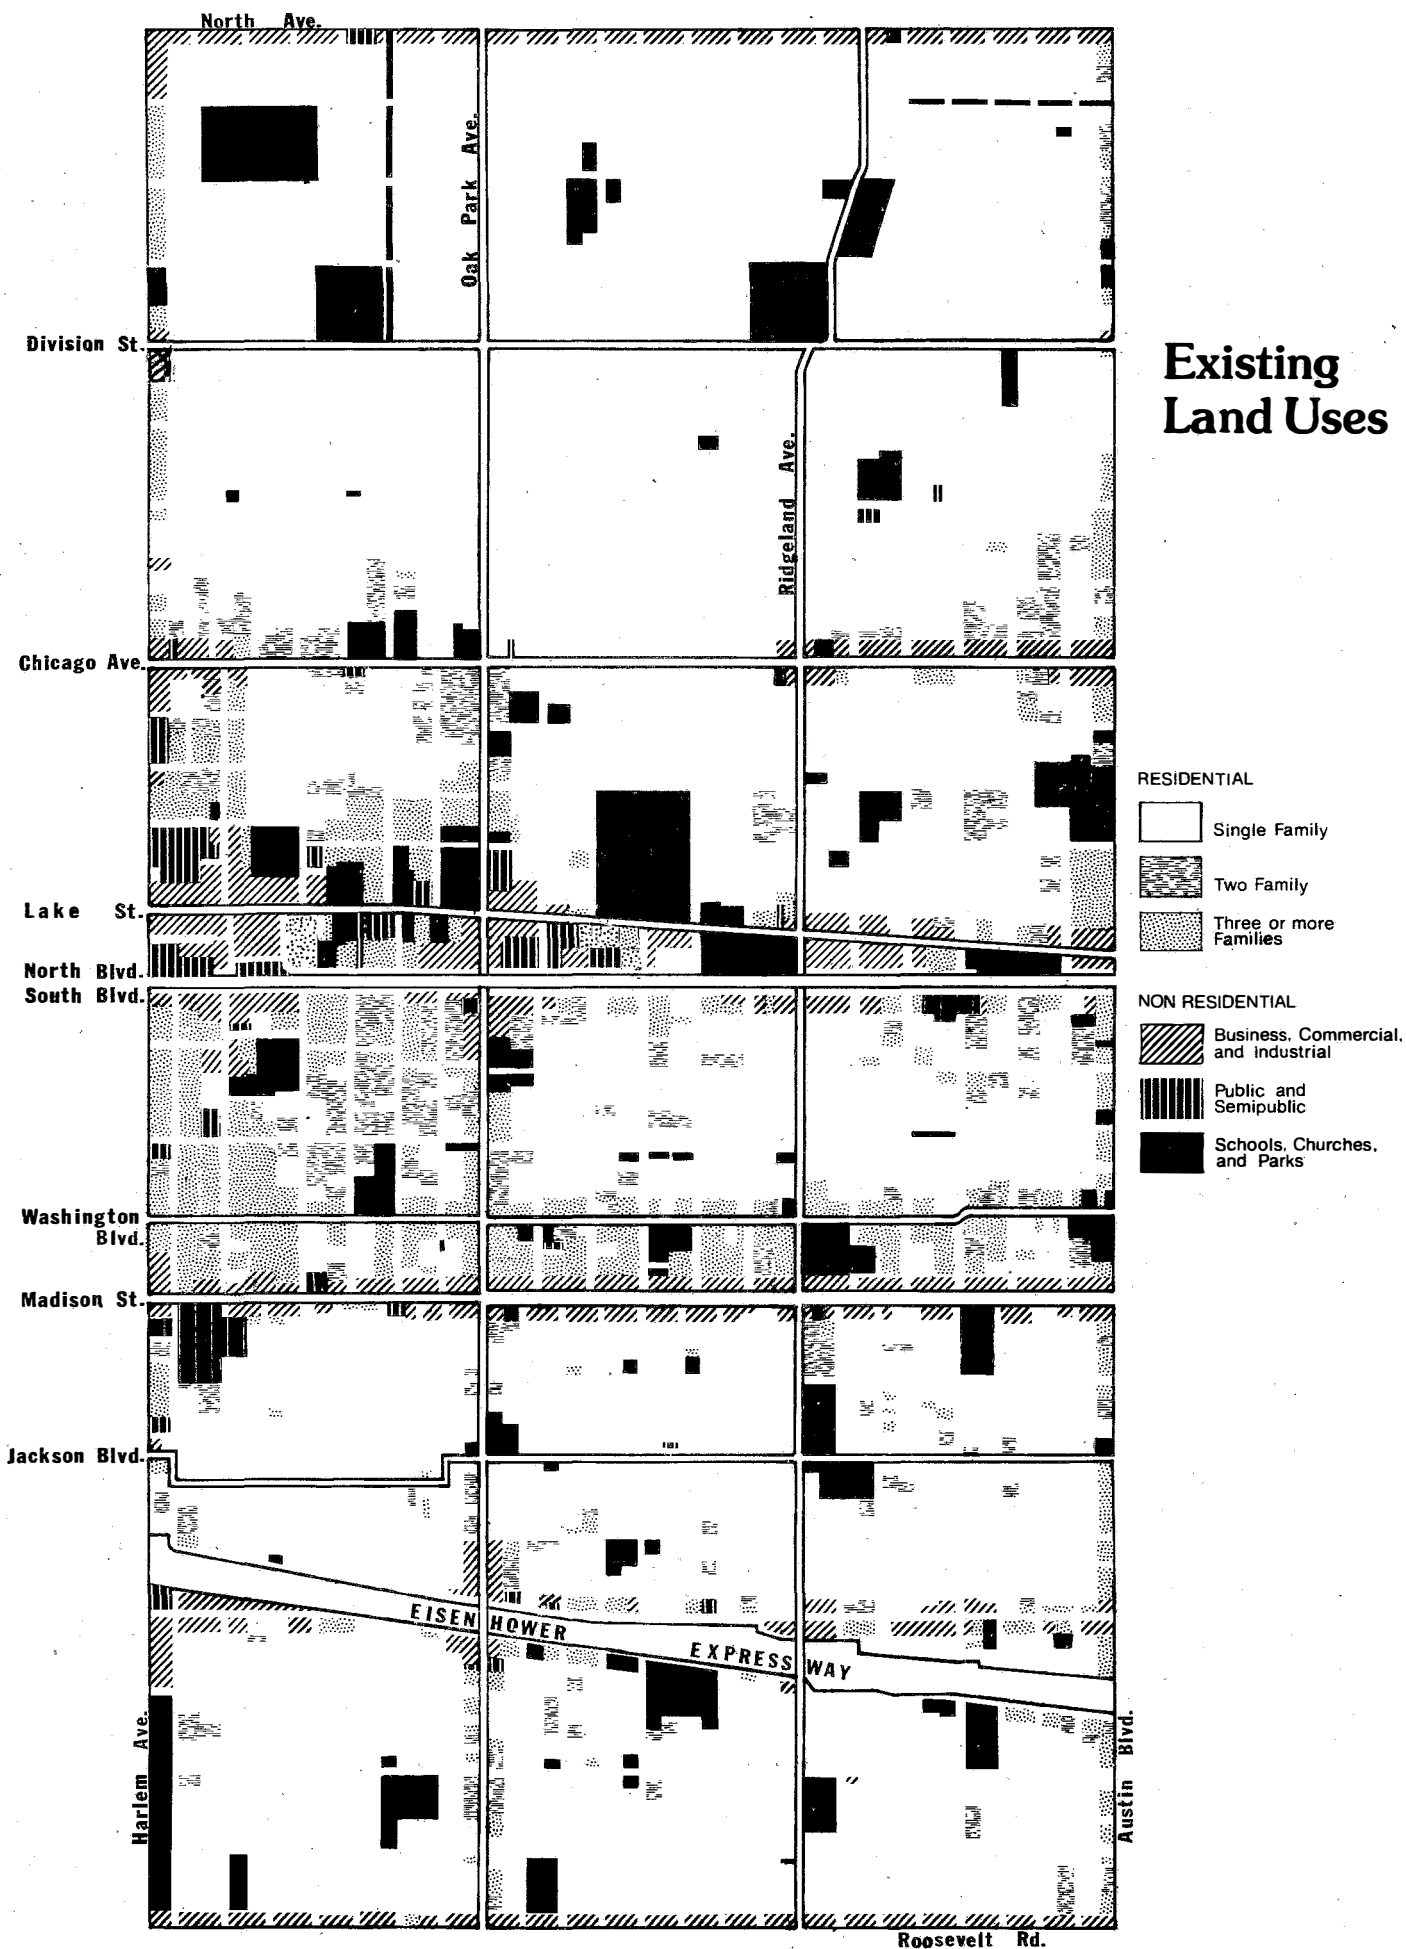 North Ave.
Oak Park Ave.
Division St.
Existing
Land Uses
Ridgeland Ave.
Chicago Ave.
RESIDENTIAL
Single Family
Two Family
Lake St.
Three or more
Families
North Blvd.
South Blvd.
NON RESIDENTIAL
Business, Commercial,
and Industrial
Public and
Semipublic
Schools, Churches,
and Parks
Washington
Blvd.
Madison St.
Jackson Blvd.
EISENHOWER EXPRESSWAY
Harlem Ave.
Austin Blvd.
Roosevelt Rd.